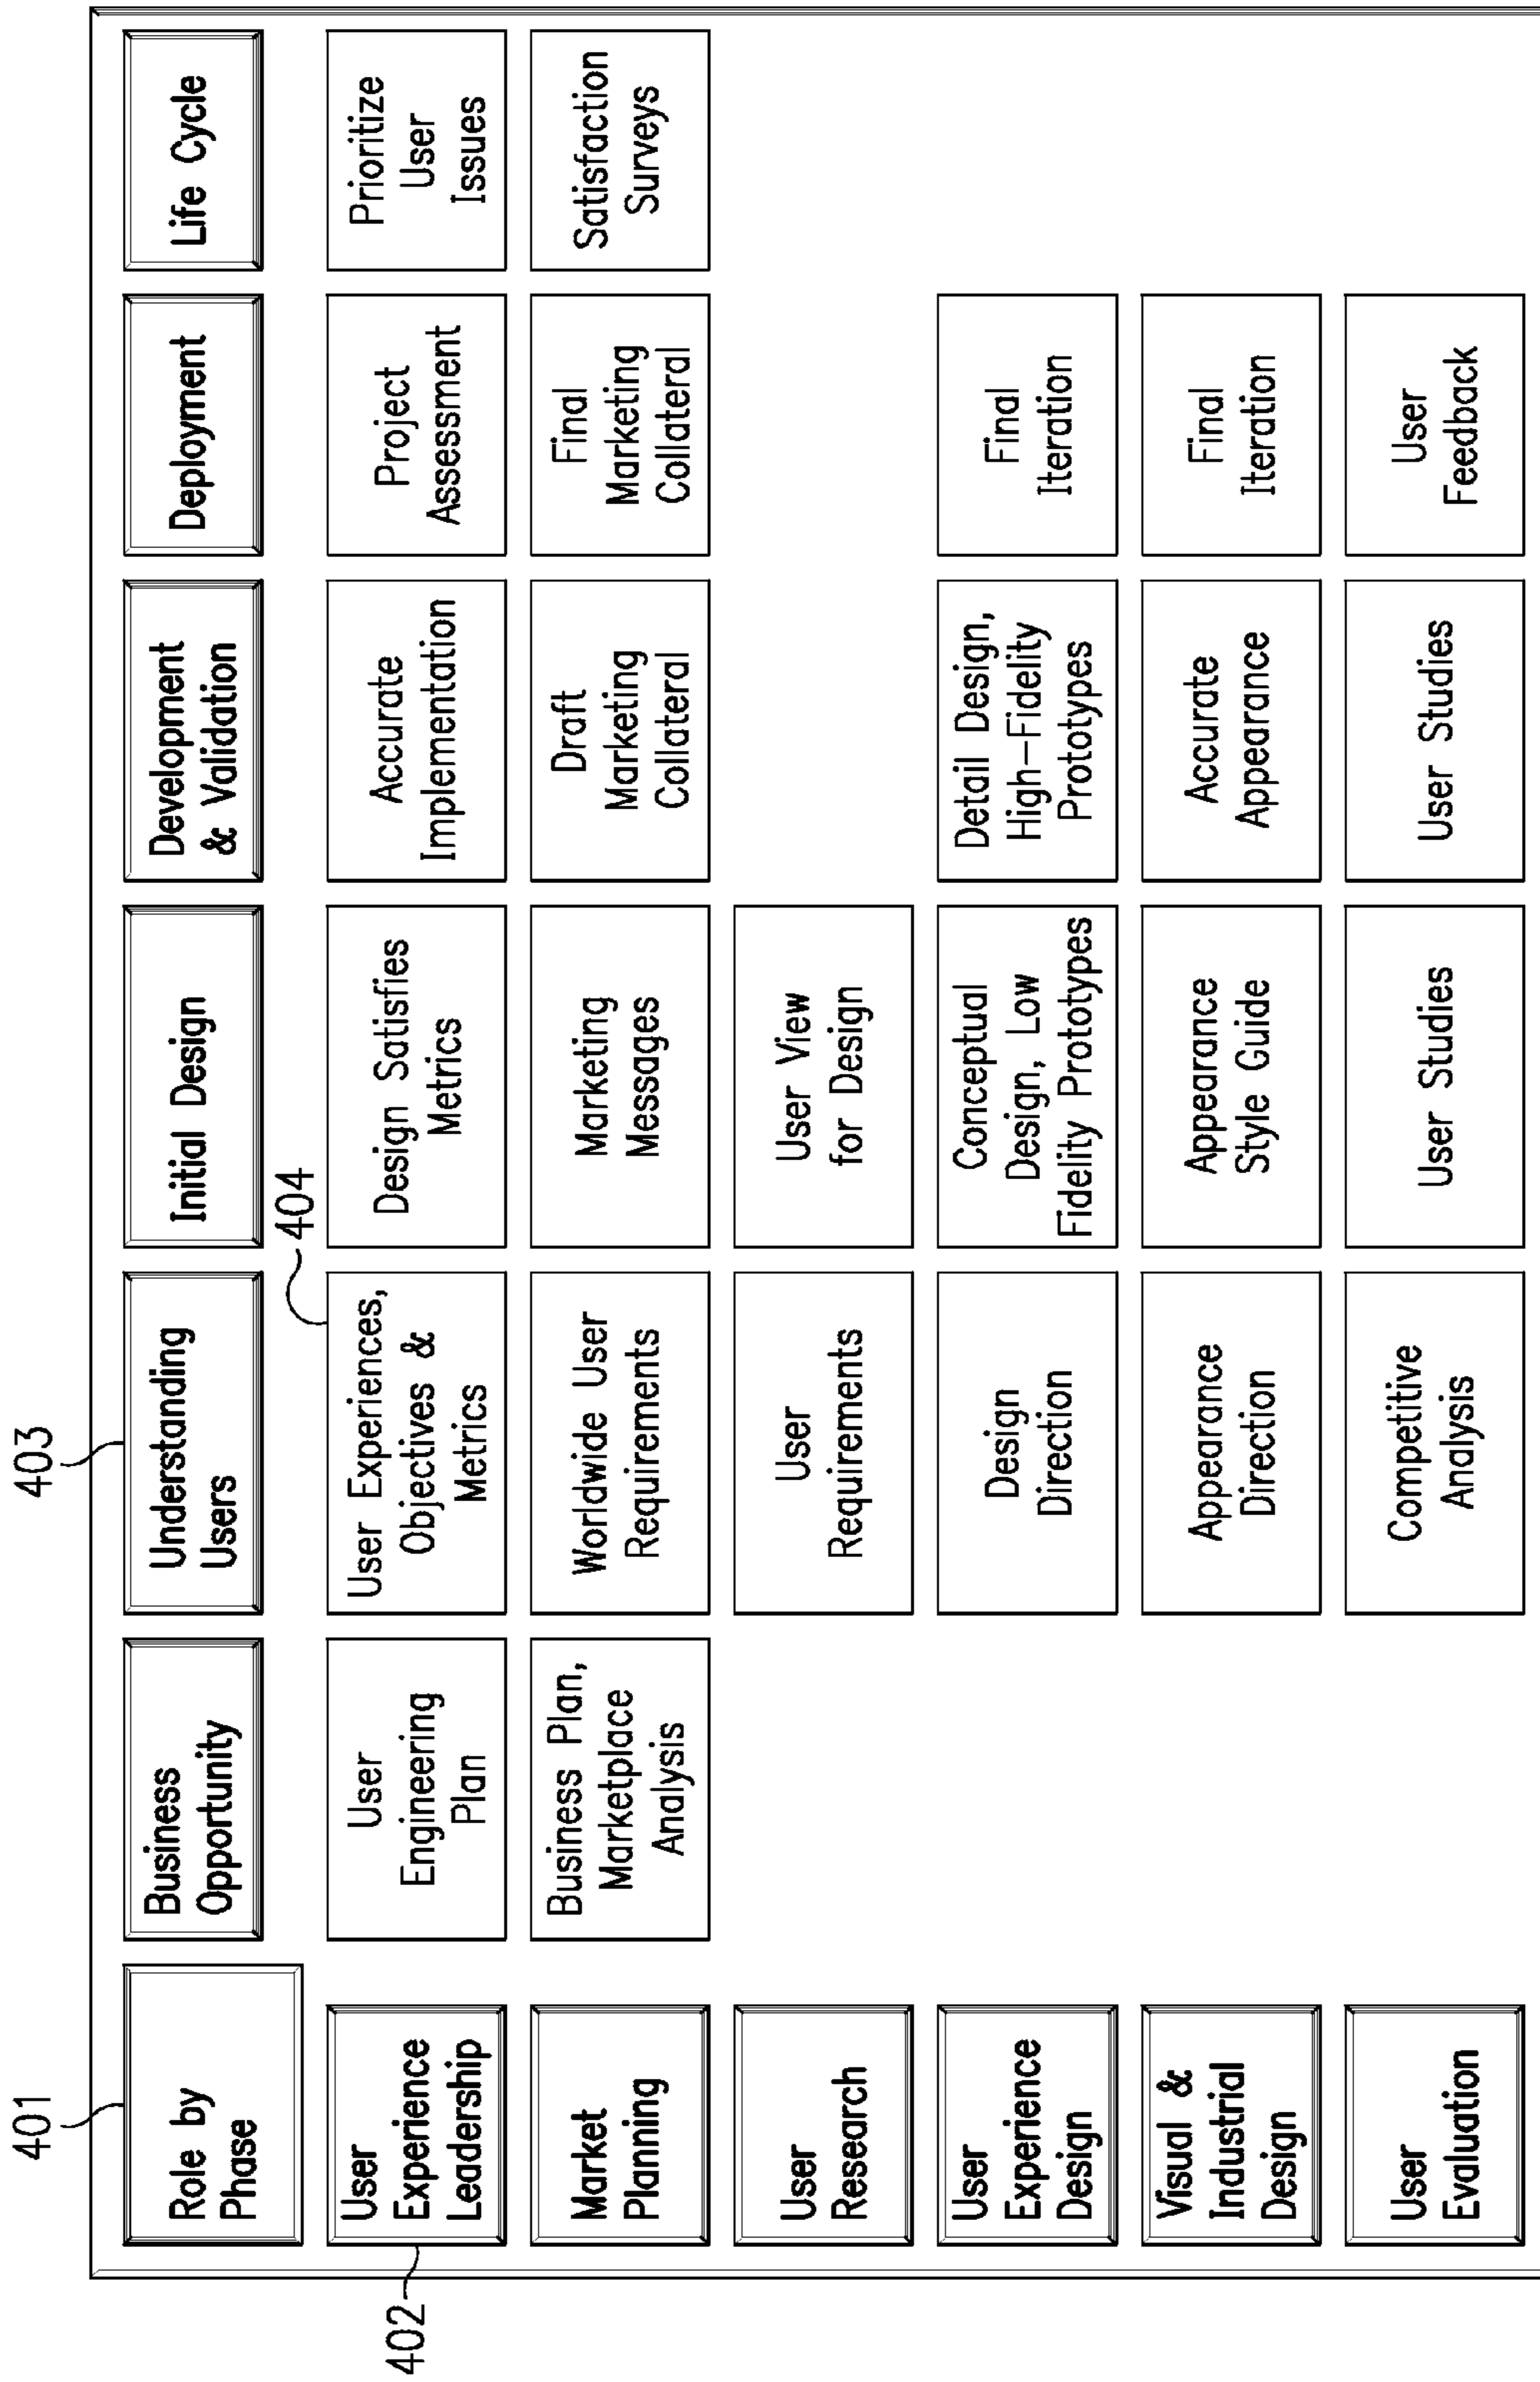 401
403
Role by
Phase
Business
Opportunity
Understanding
Users
Initial Design
Development
& Validation
Deployment
Life Cycle
404
402
User
Experience
Leadership
User
Engineering
Plan
User Experiences,
Objectives &
Metrics
Design Satisfies
Metrics
Accurate
Implementation
Project
Assessment
Prioritize
User
Issues
Market
Planning
Business Plan,
Marketplace
Analysis
Worldwide User
Requirements
Marketing
Messages
Draft
Marketing
Collateral
Final
Marketing
Collateral
Satisfaction
Surveys
User
Research
User
Requirements
User View
for Design
User
Experience
Design
Design
Direction
Conceptual
Design, Low
Fidelity Prototypes
Detail Design,
High-Fidelity
Prototypes
Final
Iteration
Visual &
Industrial
Design
Appearance
Direction
Appearance
Style Guide
Accurate
Appearance
Final
Iteration
User
Evaluation
Competitive
Analysis
User Studies
User Studies
User
Feedback